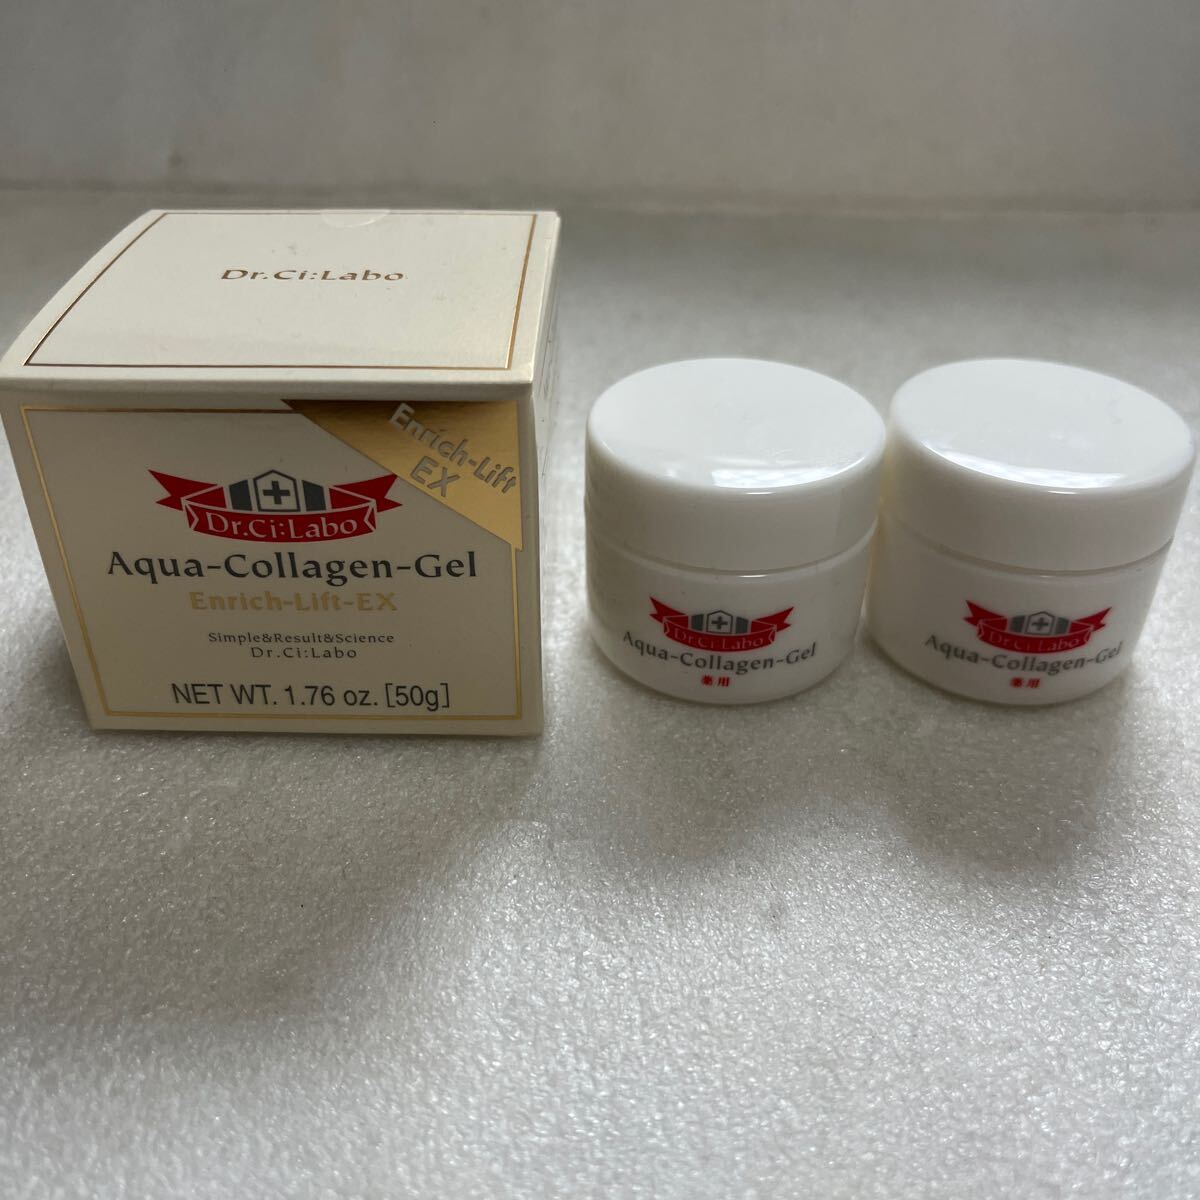 Dr.Ci:Labo
Enrich-Lift
EX
Dr.Ci:Labo
Aqua-Collagen-Gel
Enrich-Lift-EX
Simple&Result&Science
Dr.Ci:Labo
NET WT. 1.76 oz. [50g]
Dr.Ci:Labo
Aqua-Collagen-Gel
薬用
Dr.Ci:Labo
Aqua-Collagen-Gel
薬用